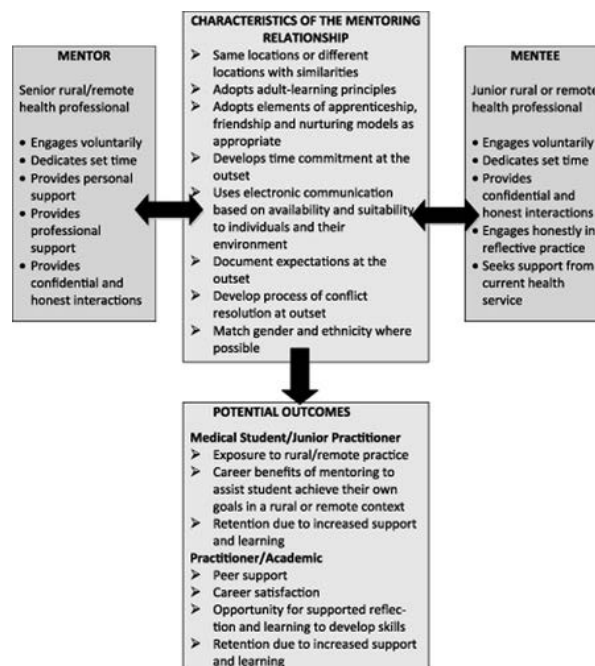 MENTOR
Senior rural/remote
health professional
• Engages voluntarily
• Dedicates set time
• Provides personal
support
• Provides
professional
support
• Provides
confidential and
honest interactions
CHARACTERISTICS OF THE MENTORING
RELATIONSHIP
➢ Same locations or different
locations with similarities
➢ Adopts adult-learning principles
➢ Adopts elements of apprenticeship,
friendship and nurturing models as
appropriate
➢ Develops time commitment at the
outset
➢ Uses electronic communication
based on availability and suitability
to individuals and their
environment
➢ Document expectations at the
outset
➢ Develop process of conflict
resolution at outset
➢ Match gender and ethnicity where
possible
MENTEE
Junior rural or remote
health professional
• Engages voluntarily
• Dedicates set time
• Provides
confidential and
honest interactions
• Engages honestly in
reflective practice
• Seeks support from
current health
service
POTENTIAL OUTCOMES
Medical Student/Junior Practitioner
➢ Exposure to rural/remote practice
➢ Career benefits of mentoring to
assist student achieve their own
goals in a rural or remote context
➢ Retention due to increased support
and learning
Practitioner/Academic
➢ Peer support
➢ Career satisfaction
➢ Opportunity for supported reflec-
tion and learning to develop skills
➢ Retention due to increased support
and learning